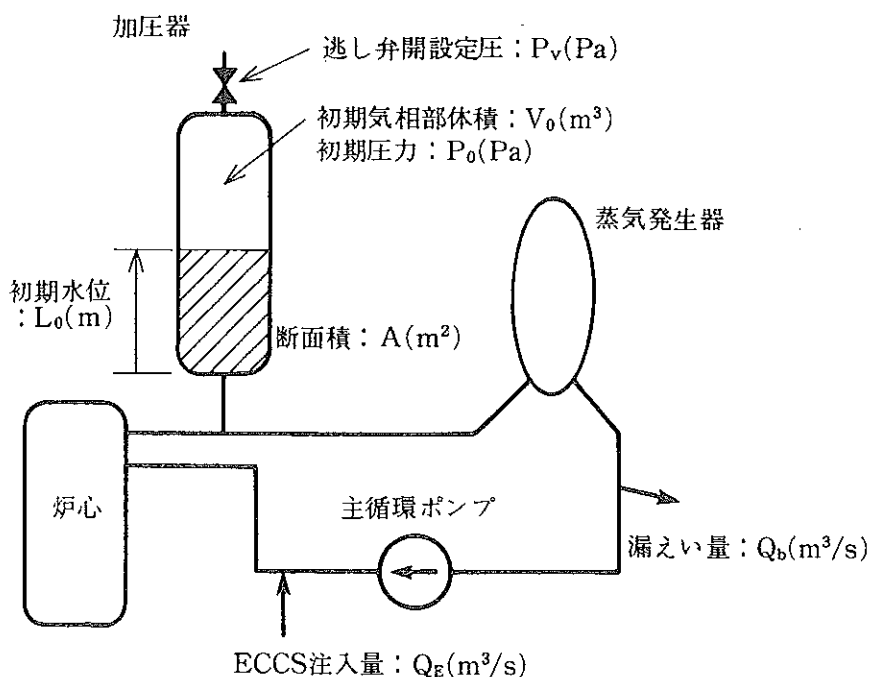 加圧器
逃し弁開設定圧：Pᵥ(Pa)
初期気相部体積：V₀(m³)
初期圧力：P₀(Pa)
蒸気発生器
初期水位
：L₀(m)
断面積：A(m²)
炉心
主循環ポンプ
漏えい量：Q_b(m³/s)
ECCS注入量：Q_E(m³/s)